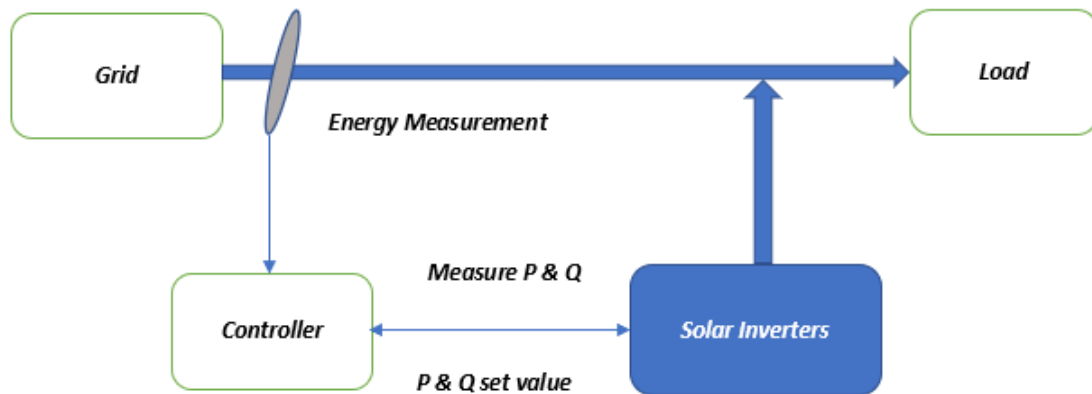 Grid
Load
Energy Measurement
Measure P & Q
Controller
Solar Inverters
P & Q set value